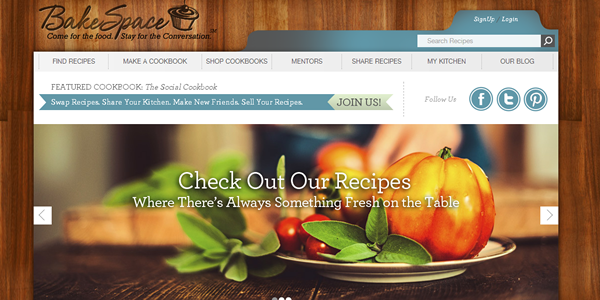 BakeSpace
Come for the food. Stay for the Conversation.
SignUp Login
Search Recipes
FIND RECIPES MAKE A COOKBOOK SHOP COOKBOOKS MENTORS SHARE RECIPES MY KITCHEN OUR BLOG
FEATURED COOKBOOK: The Social Cookbook
Swap Recipes. Share Your Kitchen. Make New Friends. Sell Your Recipes. JOIN US!
Follow Us
Check Out Our Recipes
Where There's Always Something Fresh on the Table